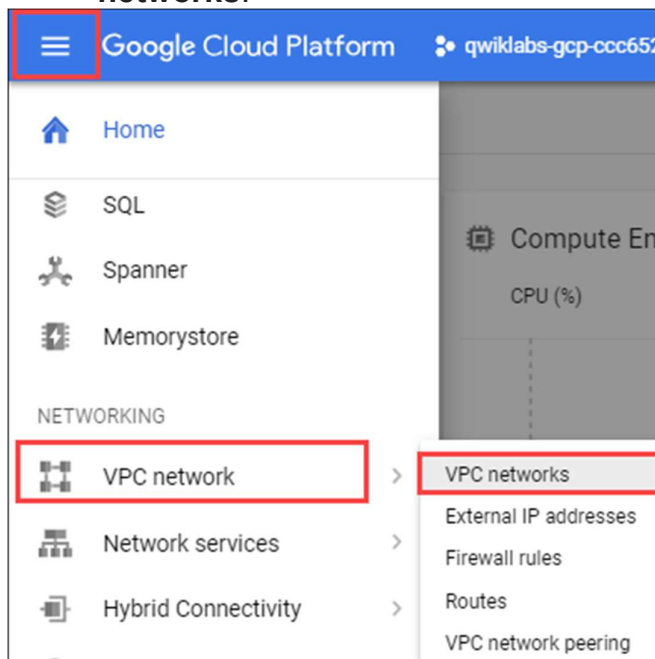 networks.
Google Cloud Platform qwiklabs-gcp-ccc652
Home
SQL
Compute En
Spanner
CPU (%)
Memorystore
NETWORKING
VPC network
VPC networks
External IP addresses
Network services
Firewall rules
Routes
Hybrid Connectivity
VPC network peering